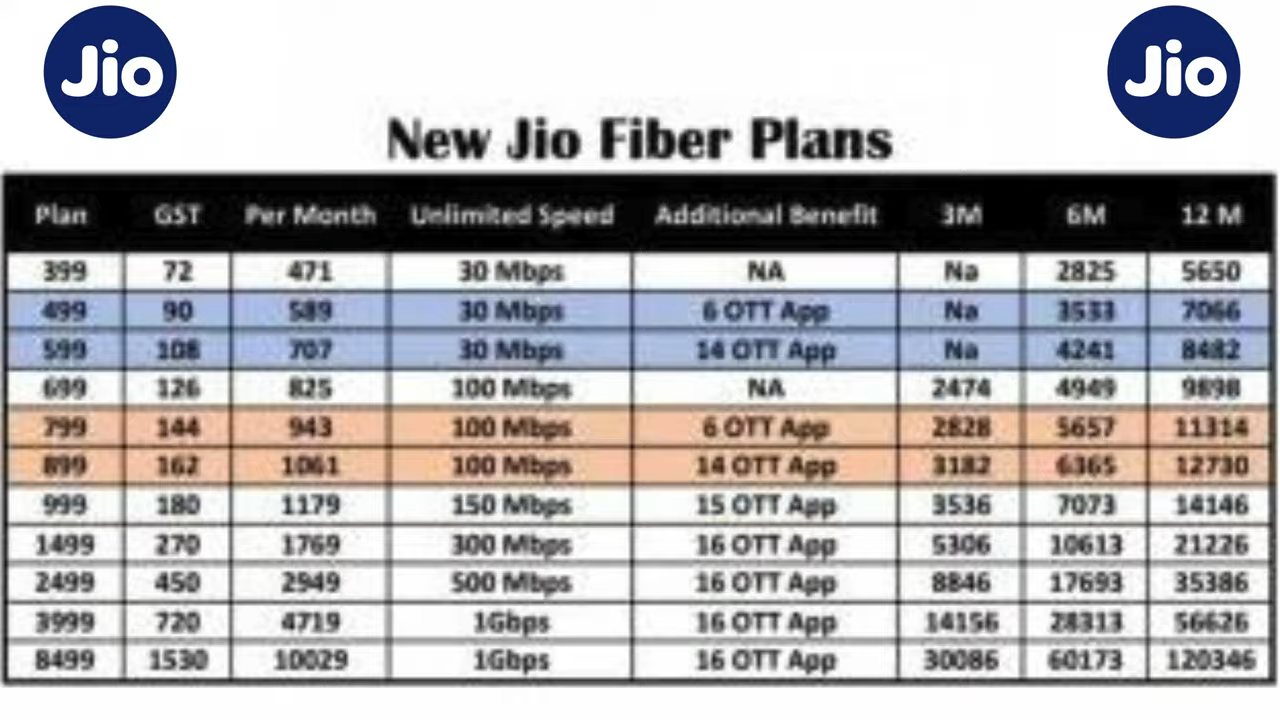 Jio
Jio
New Jio Fiber Plans
Plan GST Per Month Unlimited Speed Additional Benefit 3M 6M 12 M
399 72 471 30 Mbps NA Na 2825 5650
499 90 589 30 Mbps 6 OTT App Na 3533 7066
599 108 707 30 Mbps 14 OTT App Na 4241 8482
699 126 825 100 Mbps NA 2474 4949 9898
799 144 943 100 Mbps 6 OTT App 2828 5657 11314
899 162 1061 100 Mbps 14 OTT App 3182 6365 12730
999 180 1179 150 Mbps 15 OTT App 3536 7073 14146
1499 270 1769 300 Mbps 16 OTT App 5306 10613 21226
2499 450 2949 500 Mbps 16 OTT App 8846 17693 35386
3999 720 4719 1Gbps 16 OTT App 14156 28313 56626
8499 1530 10029 1Gbps 16 OTT App 30086 60173 120346